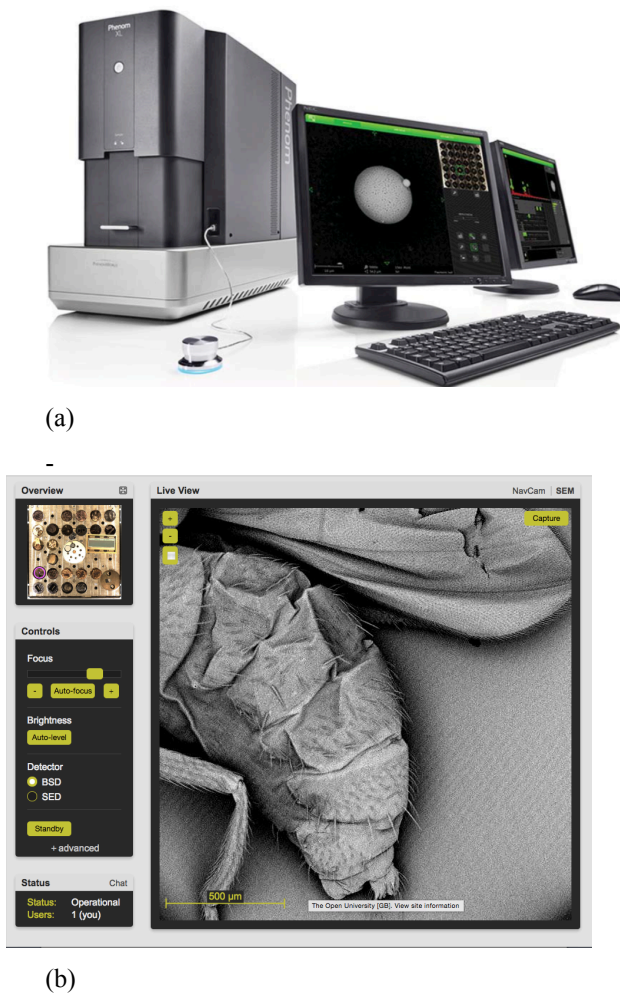 Phenom
XL
Phenom
(a)
-
Overview
Live View
NavCam | SEM
+
-
Capture
Controls
Focus
- Auto-focus +
Brightness
Auto-level
Detector
BSD
SED
Standby
+ advanced
Status Chat
Status: Operational
Users: 1 (you)
500 μm
The Open University [GB]. View site information
(b)